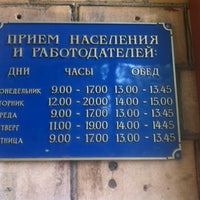 ПРИЕМ НАСЕЛЕНИЯ
И РАБОТОДАТЕЛЕЙ:
ДНИ ЧАСЫ ОБЕД
ОНЕДЕЛЬНИК 9.00 - 17.00 13.00 - 13.45
ТОРНИК 12.00 - 20.00 14.00 - 15.00
РЕДА 9.00 - 17.00 13.00 - 13.45
ТВЕРГ 11.00 - 19.00 14.00 - 14.45
ТНИЦА 9.00 - 17.00 13.00 - 13.45